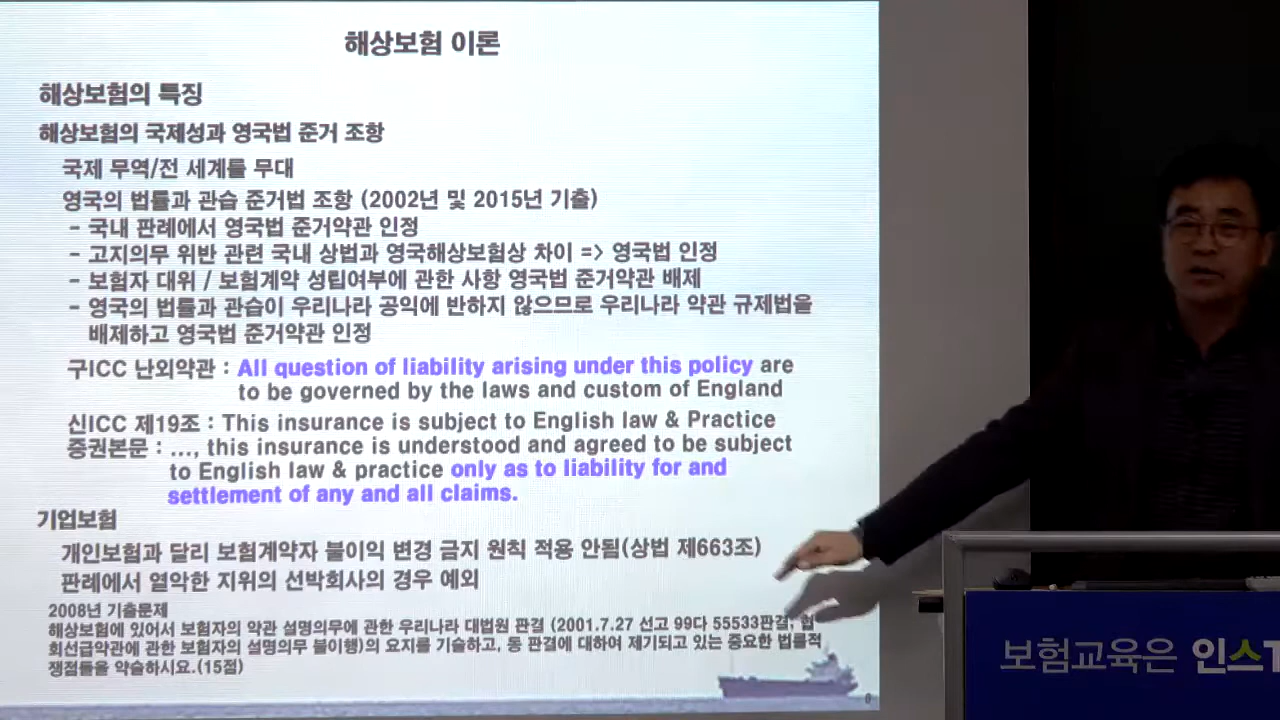 해상보험 이론
해상보험의 특징
해상보험의 국제성과 영국법 준거 조항
국제 무역/전 세계를 무대
영국의 법률과 관습 준거법 조항 (2002년 및 2015년 기출)
- 국내 판례에서 영국법 준거약관 인정
- 고지의무 위반 관련 국내 상법과 영국해상보험상 차이 => 영국법 인정
- 보험자 대위 / 보험계약 성립여부에 관한 사항 영국법 준거약관 배제
- 영국의 법률과 관습이 우리나라 공익에 반하지 않으므로 우리나라 약관 규제법을
배제하고 영국법 준거약관 인정
구ICC 난외약관 : All question of liability arising under this policy are
to be governed by the laws and custom of England
신ICC 제19조 : This insurance is subject to English law & Practice
증권본문 : ..., this insurance is understood and agreed to be subject
to English law & practice only as to liability for and
settlement of any and all claims.
기업보험
개인보험과 달리 보험계약자 불이익 변경 금지 원칙 적용 안됨(상법 제663조)
판례에서 열악한 지위의 선박회사의 경우 예외
2008년 기출문제
해상보험에 있어서 보험자의 약관 설명의무에 관한 우리나라 대법원 판결 (2001.7.27 선고 99다 55533판결; 협
회선급약관에 관한 보험자의 설명의무 불이행)의 요지를 기술하고, 동 판결에 대하여 제기되고 있는 중요한 법률적
쟁점들을 약술하시요.(15점)
6
보험교육은 인스